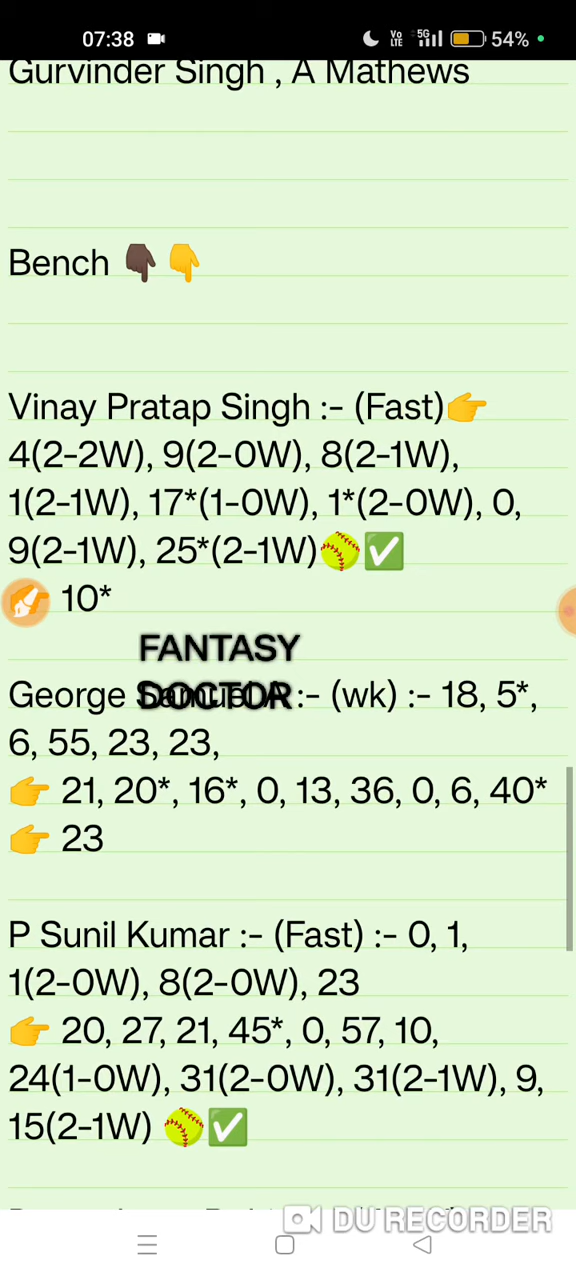 07:38 Vo LTE 5G 54%
Gurvinder Singh , A Mathews
Bench 👇🏿👇
Vinay Pratap Singh :- (Fast)👉
4(2-2W), 9(2-0W), 8(2-1W),
1(2-1W), 17*(1-0W), 1*(2-0W), 0,
9(2-1W), 25*(2-1W)🥎✅
👉 10*
FANTASY
DOCTOR
George Samuel A :- (wk) :- 18, 5*,
6, 55, 23, 23,
👉 21, 20*, 16*, 0, 13, 36, 0, 6, 40*
👉 23
P Sunil Kumar :- (Fast) :- 0, 1,
1(2-0W), 8(2-0W), 23
👉 20, 27, 21, 45*, 0, 57, 10,
24(1-0W), 31(2-0W), 31(2-1W), 9,
15(2-1W) 🥎✅
DU RECORDER